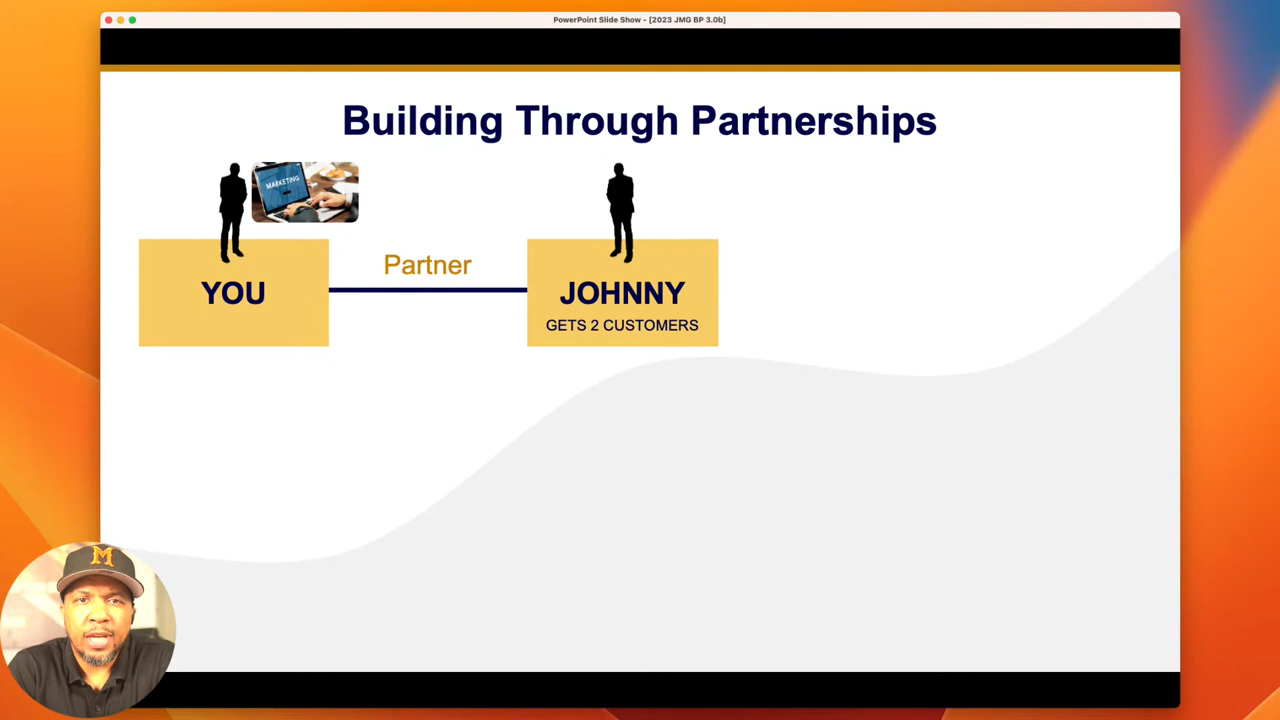 PowerPoint Slide Show - [2023 JMG BP 3.0b]
Building Through Partnerships
MARKETING
Partner
YOU
JOHNNY
GETS 2 CUSTOMERS
M